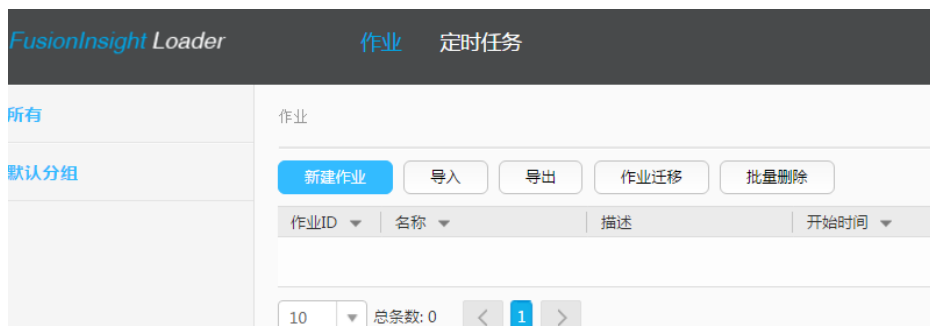 FusionInsight Loader 作业 定时任务
所有
默认分组
作业
新建作业 导入 导出 作业迁移 批量删除
作业ID 名称 描述 开始时间
10 总条数: 0 1